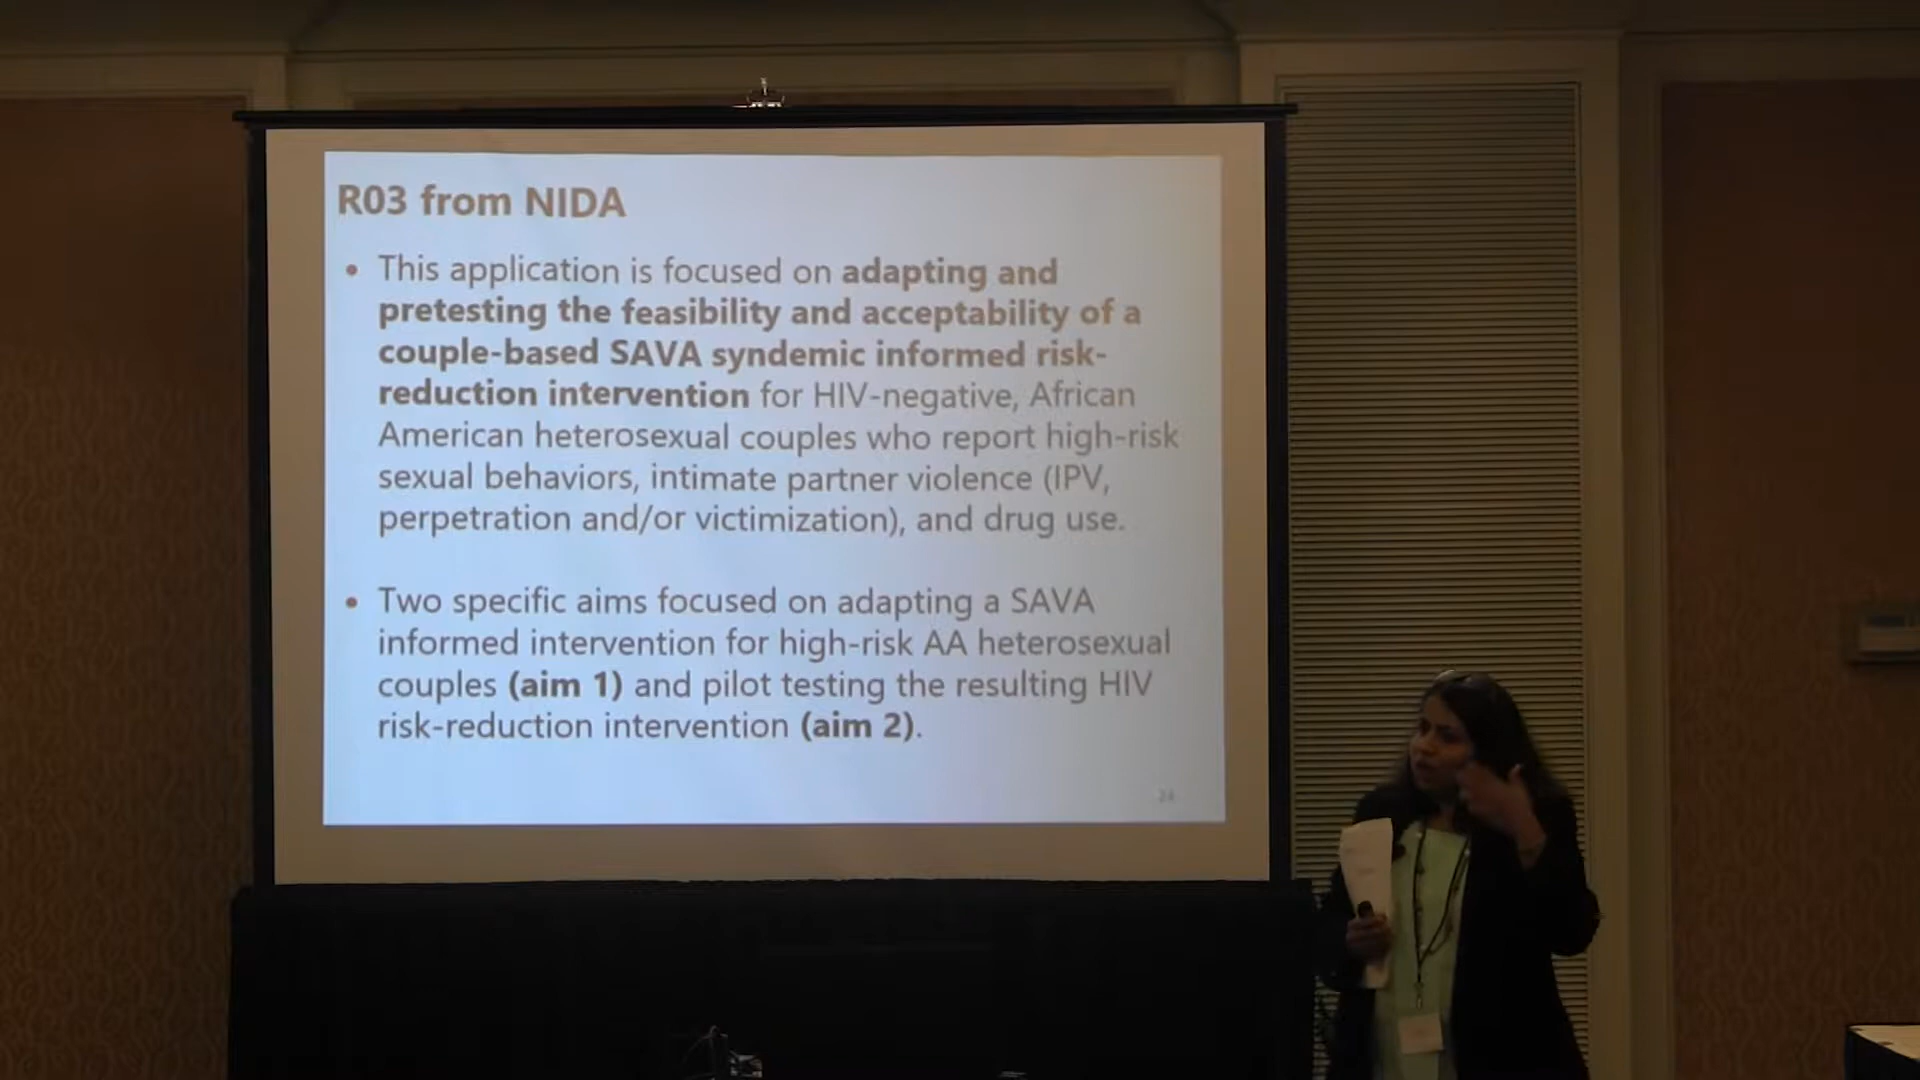 R03 from NIDA
• This application is focused on adapting and
pretesting the feasibility and acceptability of a
couple-based SAVA syndemic informed risk-
reduction intervention for HIV-negative, African
American heterosexual couples who report high-risk
sexual behaviors, intimate partner violence (IPV,
perpetration and/or victimization), and drug use.
• Two specific aims focused on adapting a SAVA
informed intervention for high-risk AA heterosexual
couples (aim 1) and pilot testing the resulting HIV
risk-reduction intervention (aim 2).